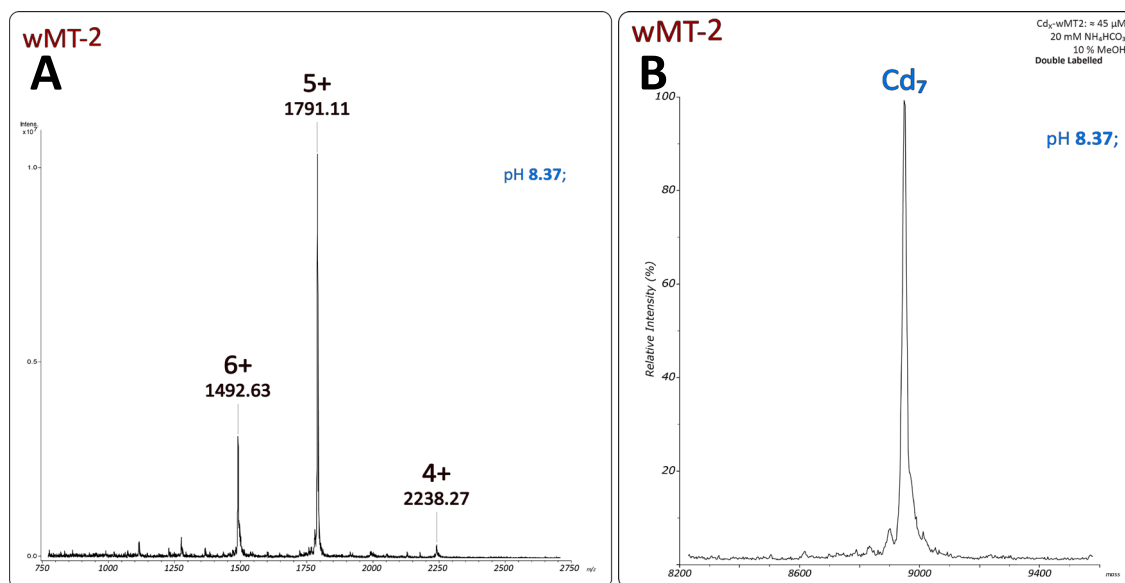 wMT-2
A
Intens.
x10⁷
1.0
0.5
0.0
5+
1791.11
6+
1492.63
4+
2238.27
pH 8.37;
750
1000
1250
1500
1750
2000
2250
2500
2750
m/z
wMT-2
B
Cdₓ-wMT2: ≈ 45 μM
20 mM NH₄HCO₃
10 % MeOH
Double Labelled
Cd₇
pH 8.37;
Relative Intensity (%)
100
80
60
40
20
8200
8600
9000
9400
mass